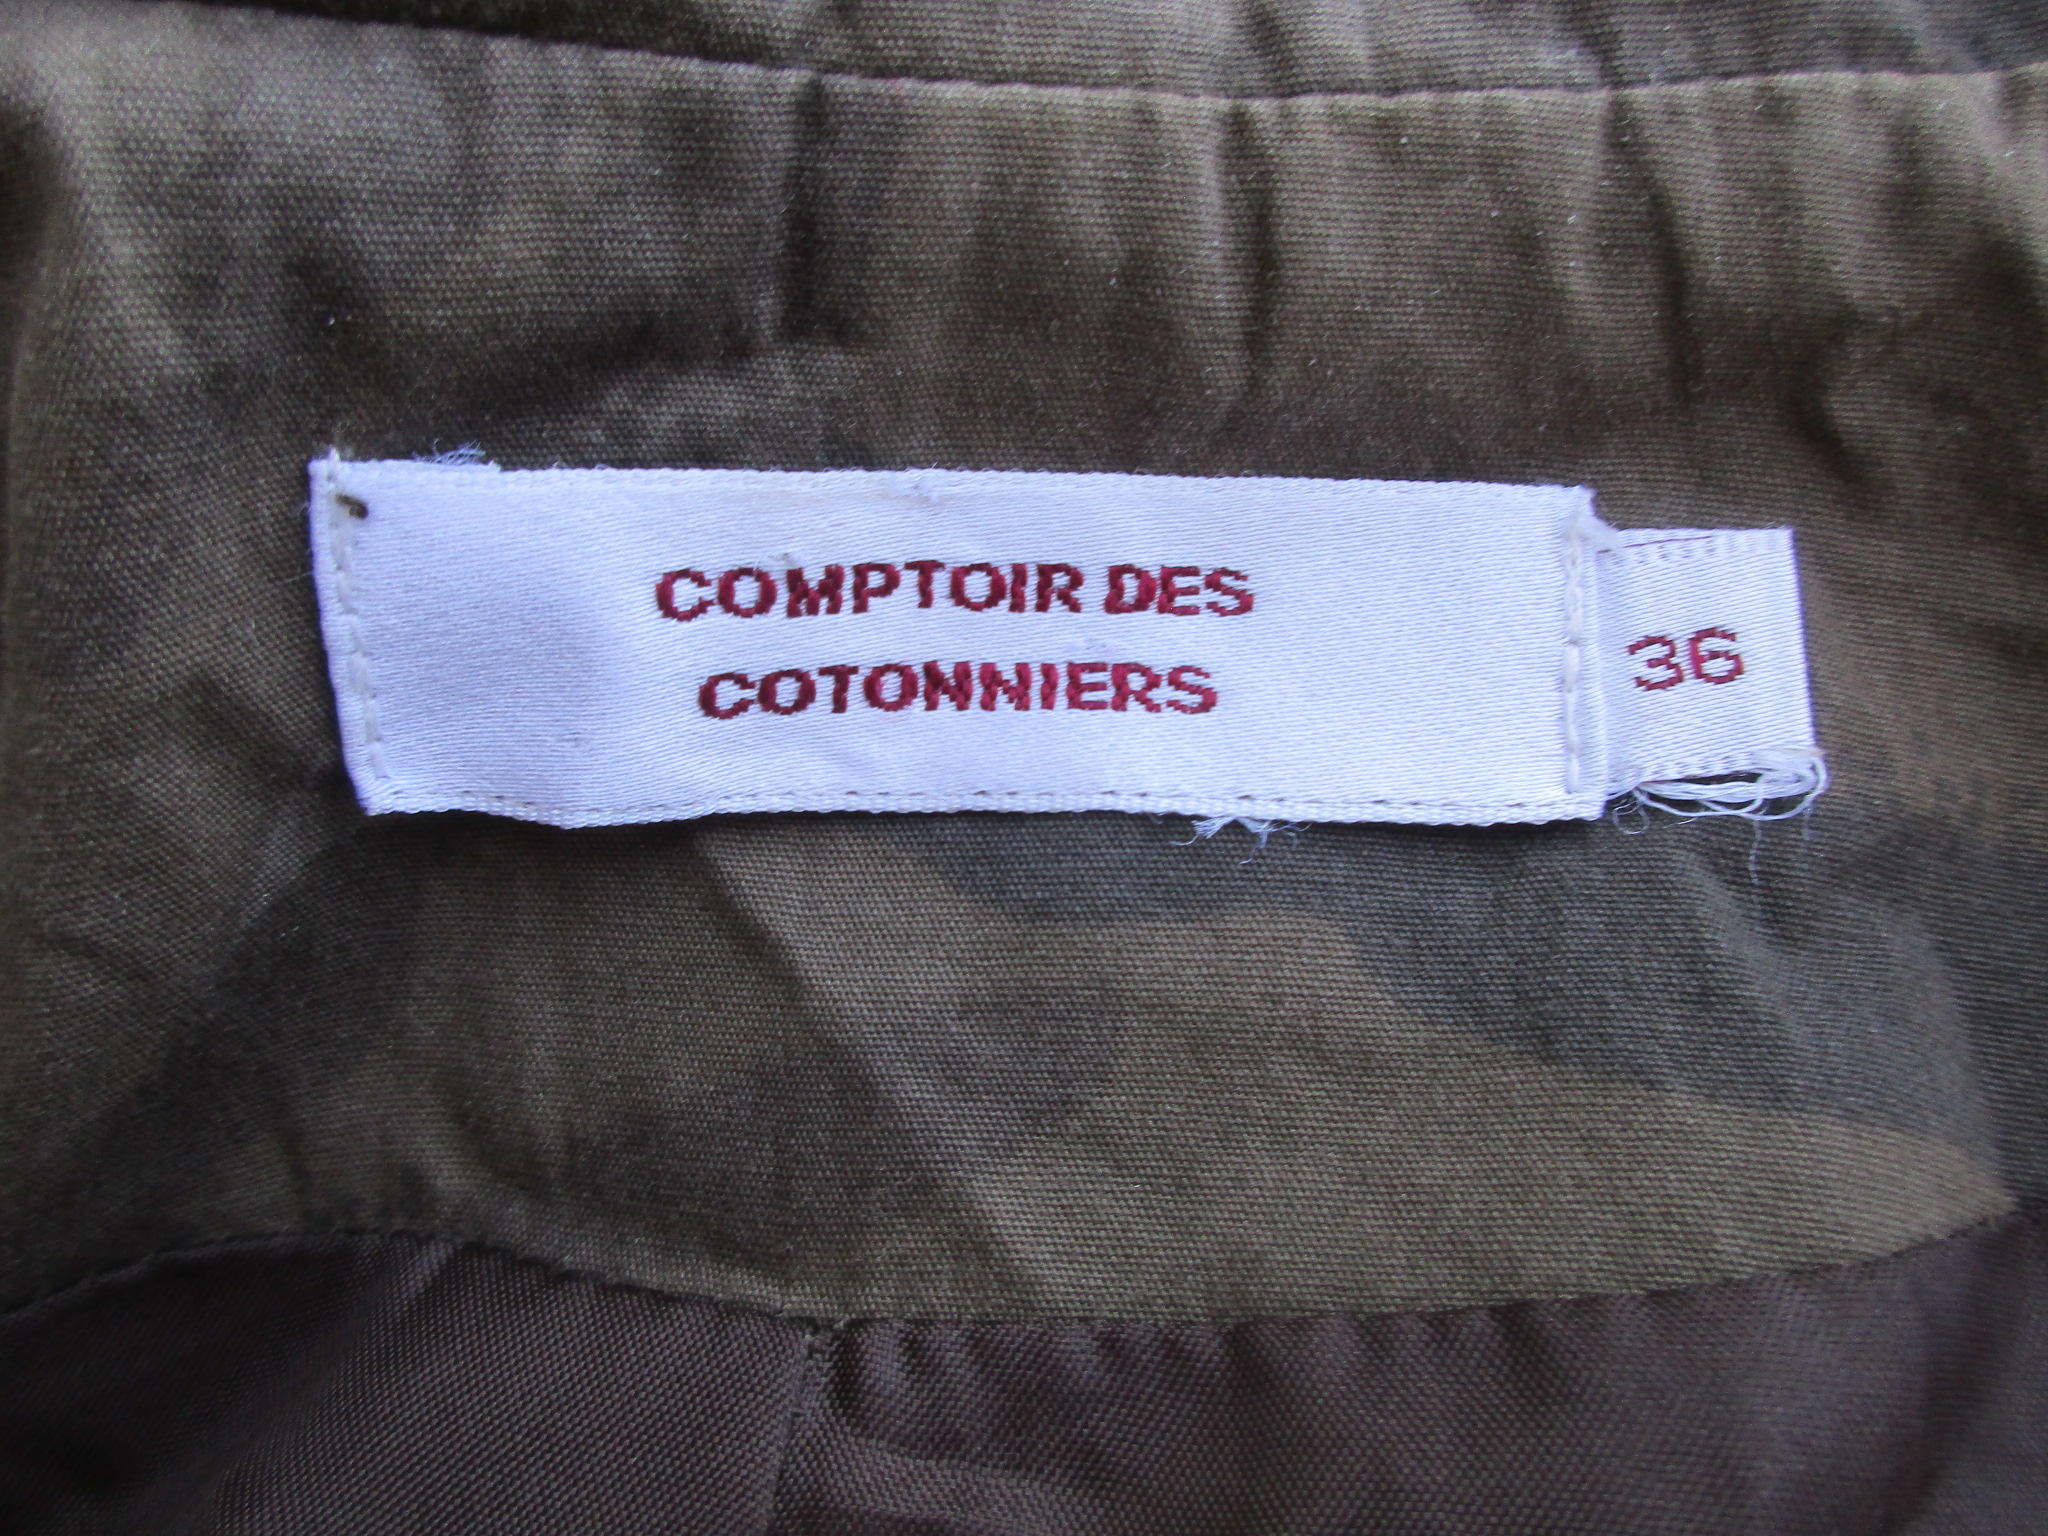 COMPTOIR DES
COTONNIERS
36